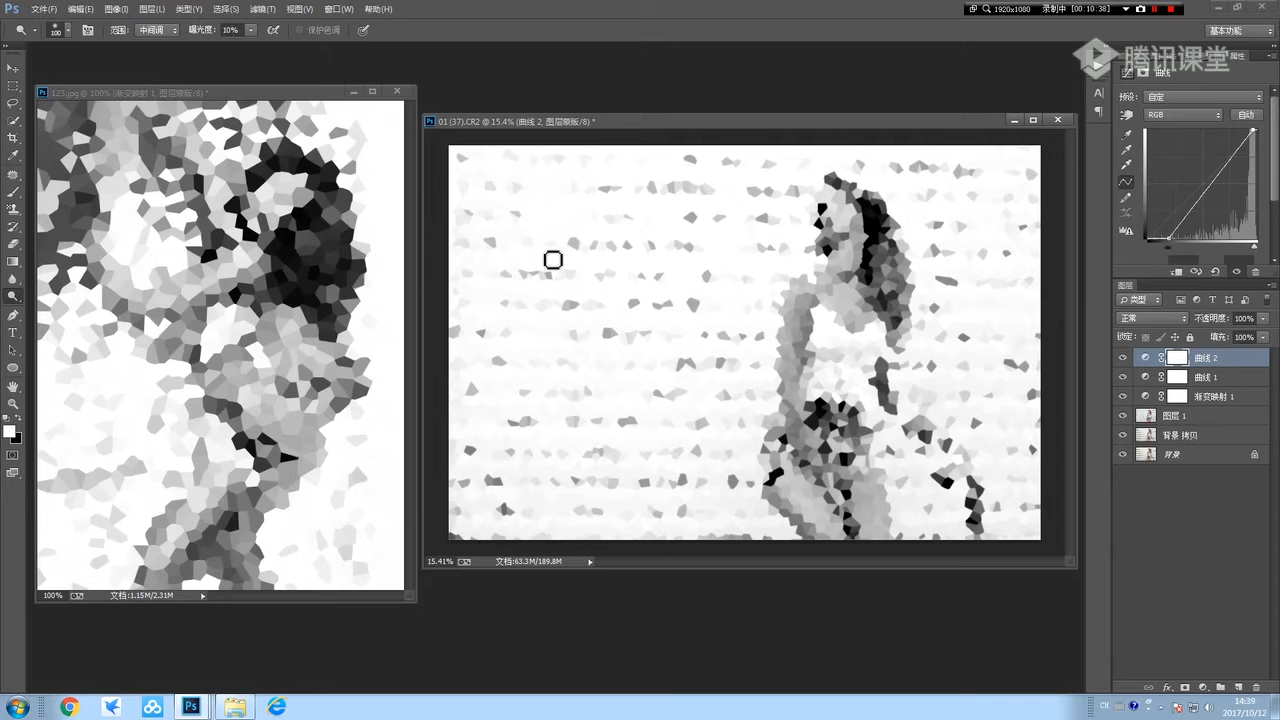 Ps 文件(F) 编辑(E) 图像(I) 图层(L) 类型(Y) 选择(S) 滤镜(T) 视图(V) 窗口(W) 帮助(H)
1920x1080 录制中 [00:10:38]
100 范围: 中间调 曝光度: 10% 保护色调 基本功能
腾讯课堂
123.jpg @ 100% (渐变映射 1, 图层蒙版/8) *
01 (37).CR2 @ 15.4% (曲线 2, 图层蒙版/8) *
属性
曲线
预设: 自定
RGB 自动
图层
类型
正常 不透明度: 100%
锁定: 填充: 100%
曲线 2
曲线 1
渐变映射 1
图层 1
背景 拷贝
背景
15.41% 文档:63.3M/189.8M
100% 文档:1.15M/2.31M
fx
Ps
CH
14:39
2017/10/12